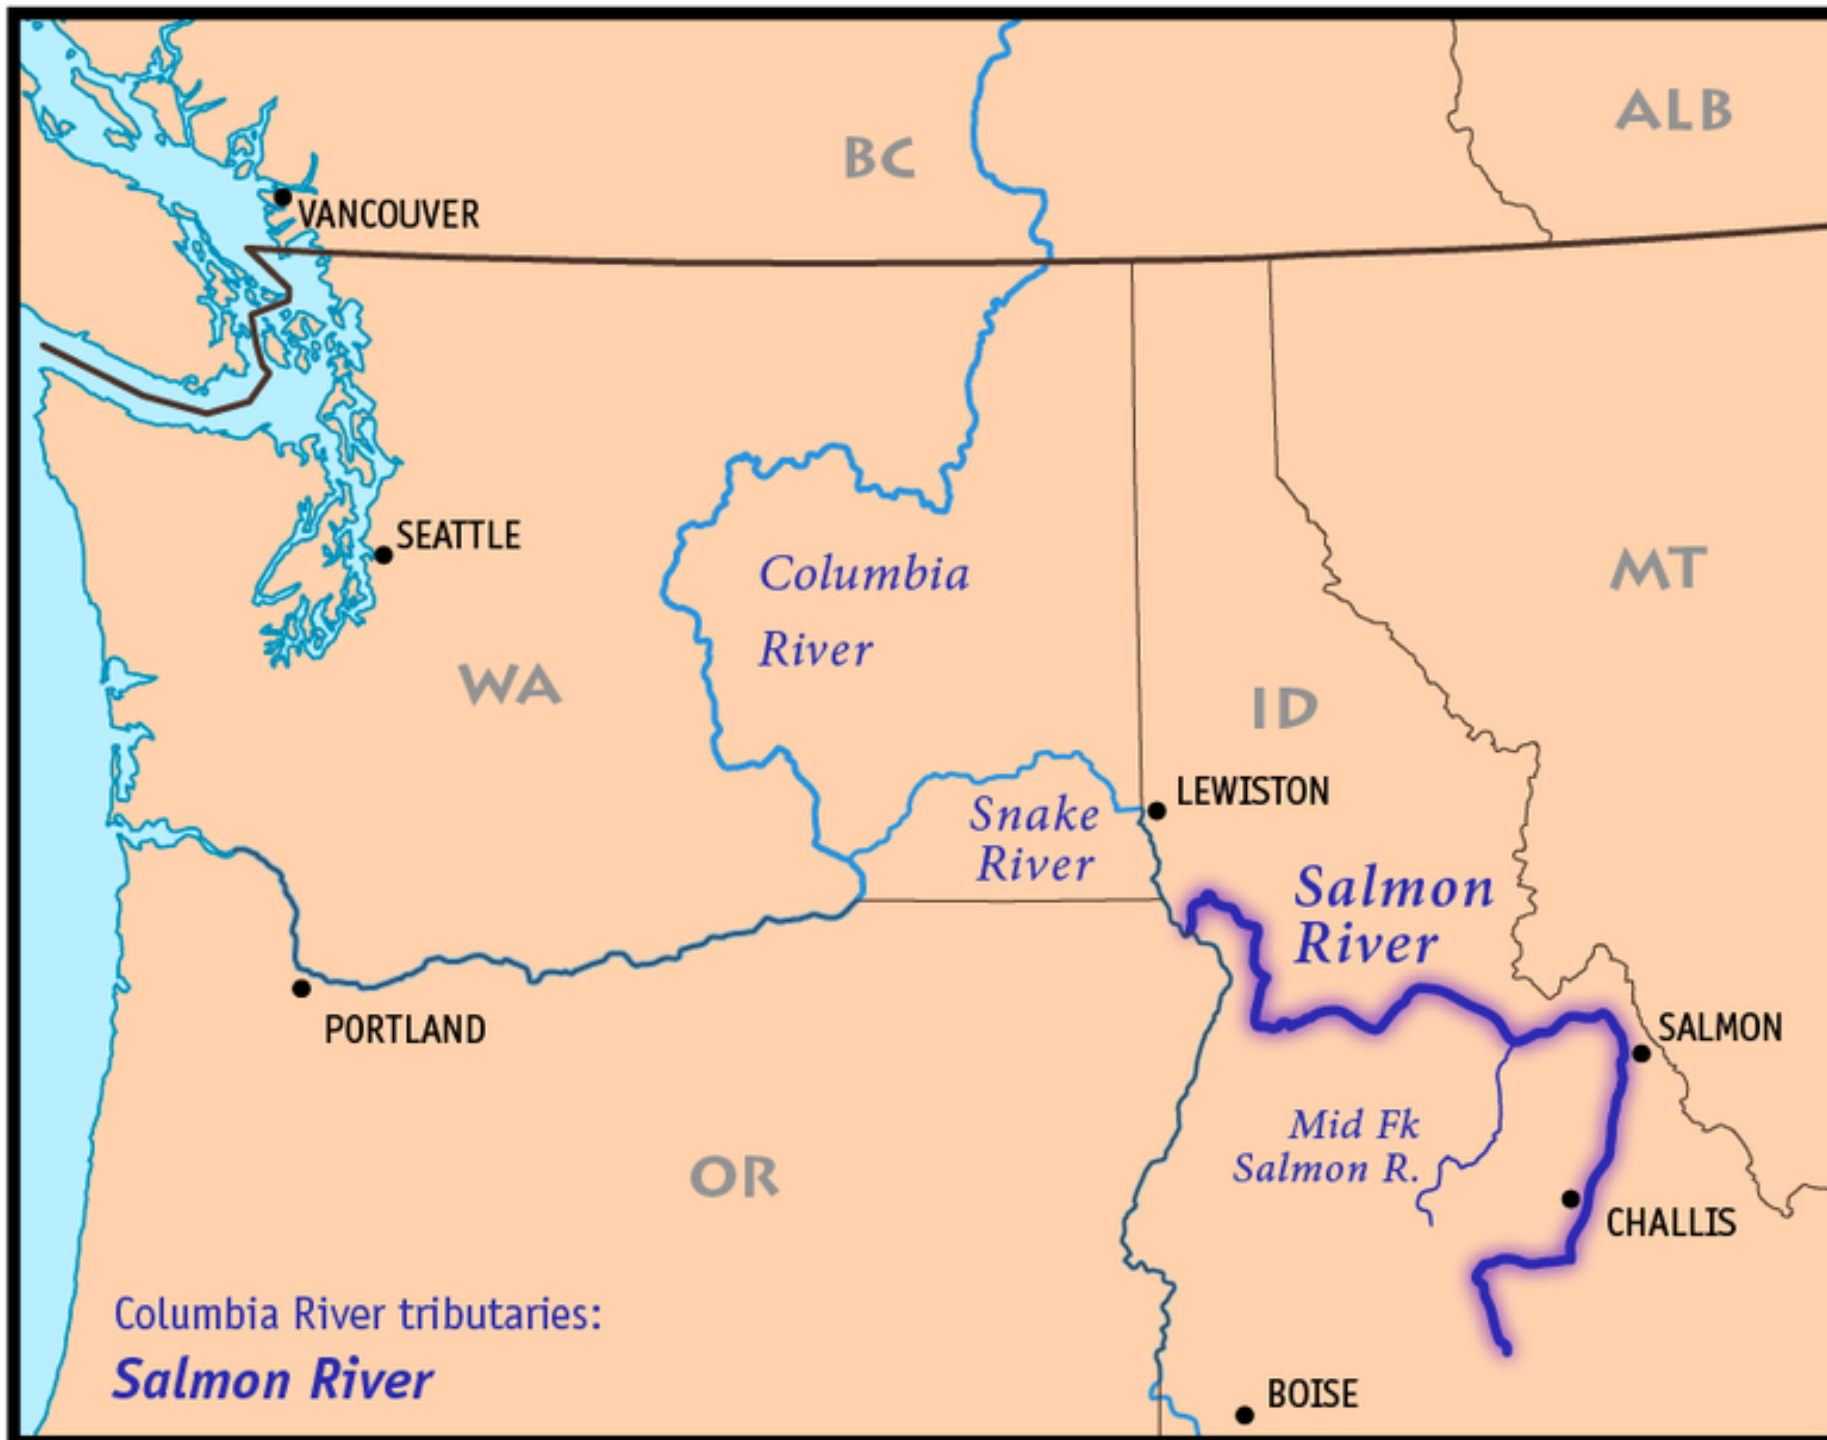 ALB
BC
VANCOUVER
SEATTLE
Columbia
River
MT
WA
ID
LEWISTON
Snake
River
Salmon
River
PORTLAND
SALMON
Mid Fk
Salmon R.
OR
CHALLIS
Columbia River tributaries:
Salmon River
BOISE